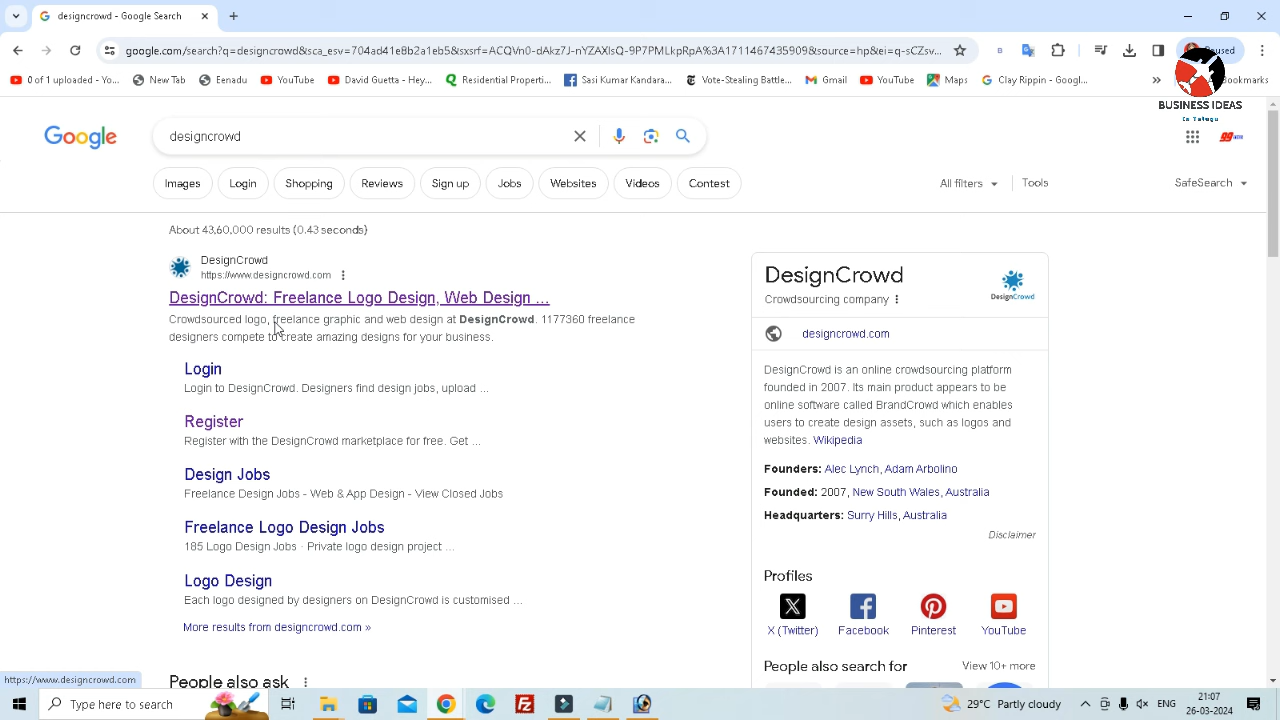 designcrowd - Google Search
google.com/search?q=designcrowd&sca_esv=704ad41e8b2a1eb5&sxsrf=ACQVn0-dAkz7J-nYZAXlsQ-9P7PMLkpRpA%3A1711467435909&source=hp&ei=q-sCZsv...
Paused
0 of 1 uploaded - Yo...
New Tab
Eenadu
YouTube
David Guetta - Hey...
Residential Properti...
Sasi Kumar Kandara...
Vote-Stealing Battle...
Gmail
YouTube
Maps
Clay Rippin - Googl...
»
Bookmarks
BUSINESS IDEAS
In Telugu
Google
designcrowd
Images
Login
Shopping
Reviews
Sign up
Jobs
Websites
Videos
Contest
All filters
Tools
SafeSearch
About 43,60,000 results (0.43 seconds)
DesignCrowd
https://www.designcrowd.com
DesignCrowd: Freelance Logo Design, Web Design ...
Crowdsourced logo, freelance graphic and web design at DesignCrowd. 1177360 freelance
designers compete to create amazing designs for your business.
Login
Login to DesignCrowd. Designers find design jobs, upload ...
Register
Register with the DesignCrowd marketplace for free. Get ...
Design Jobs
Freelance Design Jobs - Web & App Design - View Closed Jobs
Freelance Logo Design Jobs
185 Logo Design Jobs · Private logo design project ...
Logo Design
Each logo designed by designers on DesignCrowd is customised ...
More results from designcrowd.com »
People also ask
DesignCrowd
Crowdsourcing company
DesignCrowd
designcrowd.com
DesignCrowd is an online crowdsourcing platform
founded in 2007. Its main product appears to be
online software called BrandCrowd which enables
users to create design assets, such as logos and
websites. Wikipedia
Founders: Alec Lynch, Adam Arbolino
Founded: 2007, New South Wales, Australia
Headquarters: Surry Hills, Australia
Disclaimer
Profiles
X (Twitter)
Facebook
Pinterest
YouTube
People also search for
View 10+ more
https://www.designcrowd.com
Type here to search
29°C Partly cloudy
ENG
21:07
26-03-2024